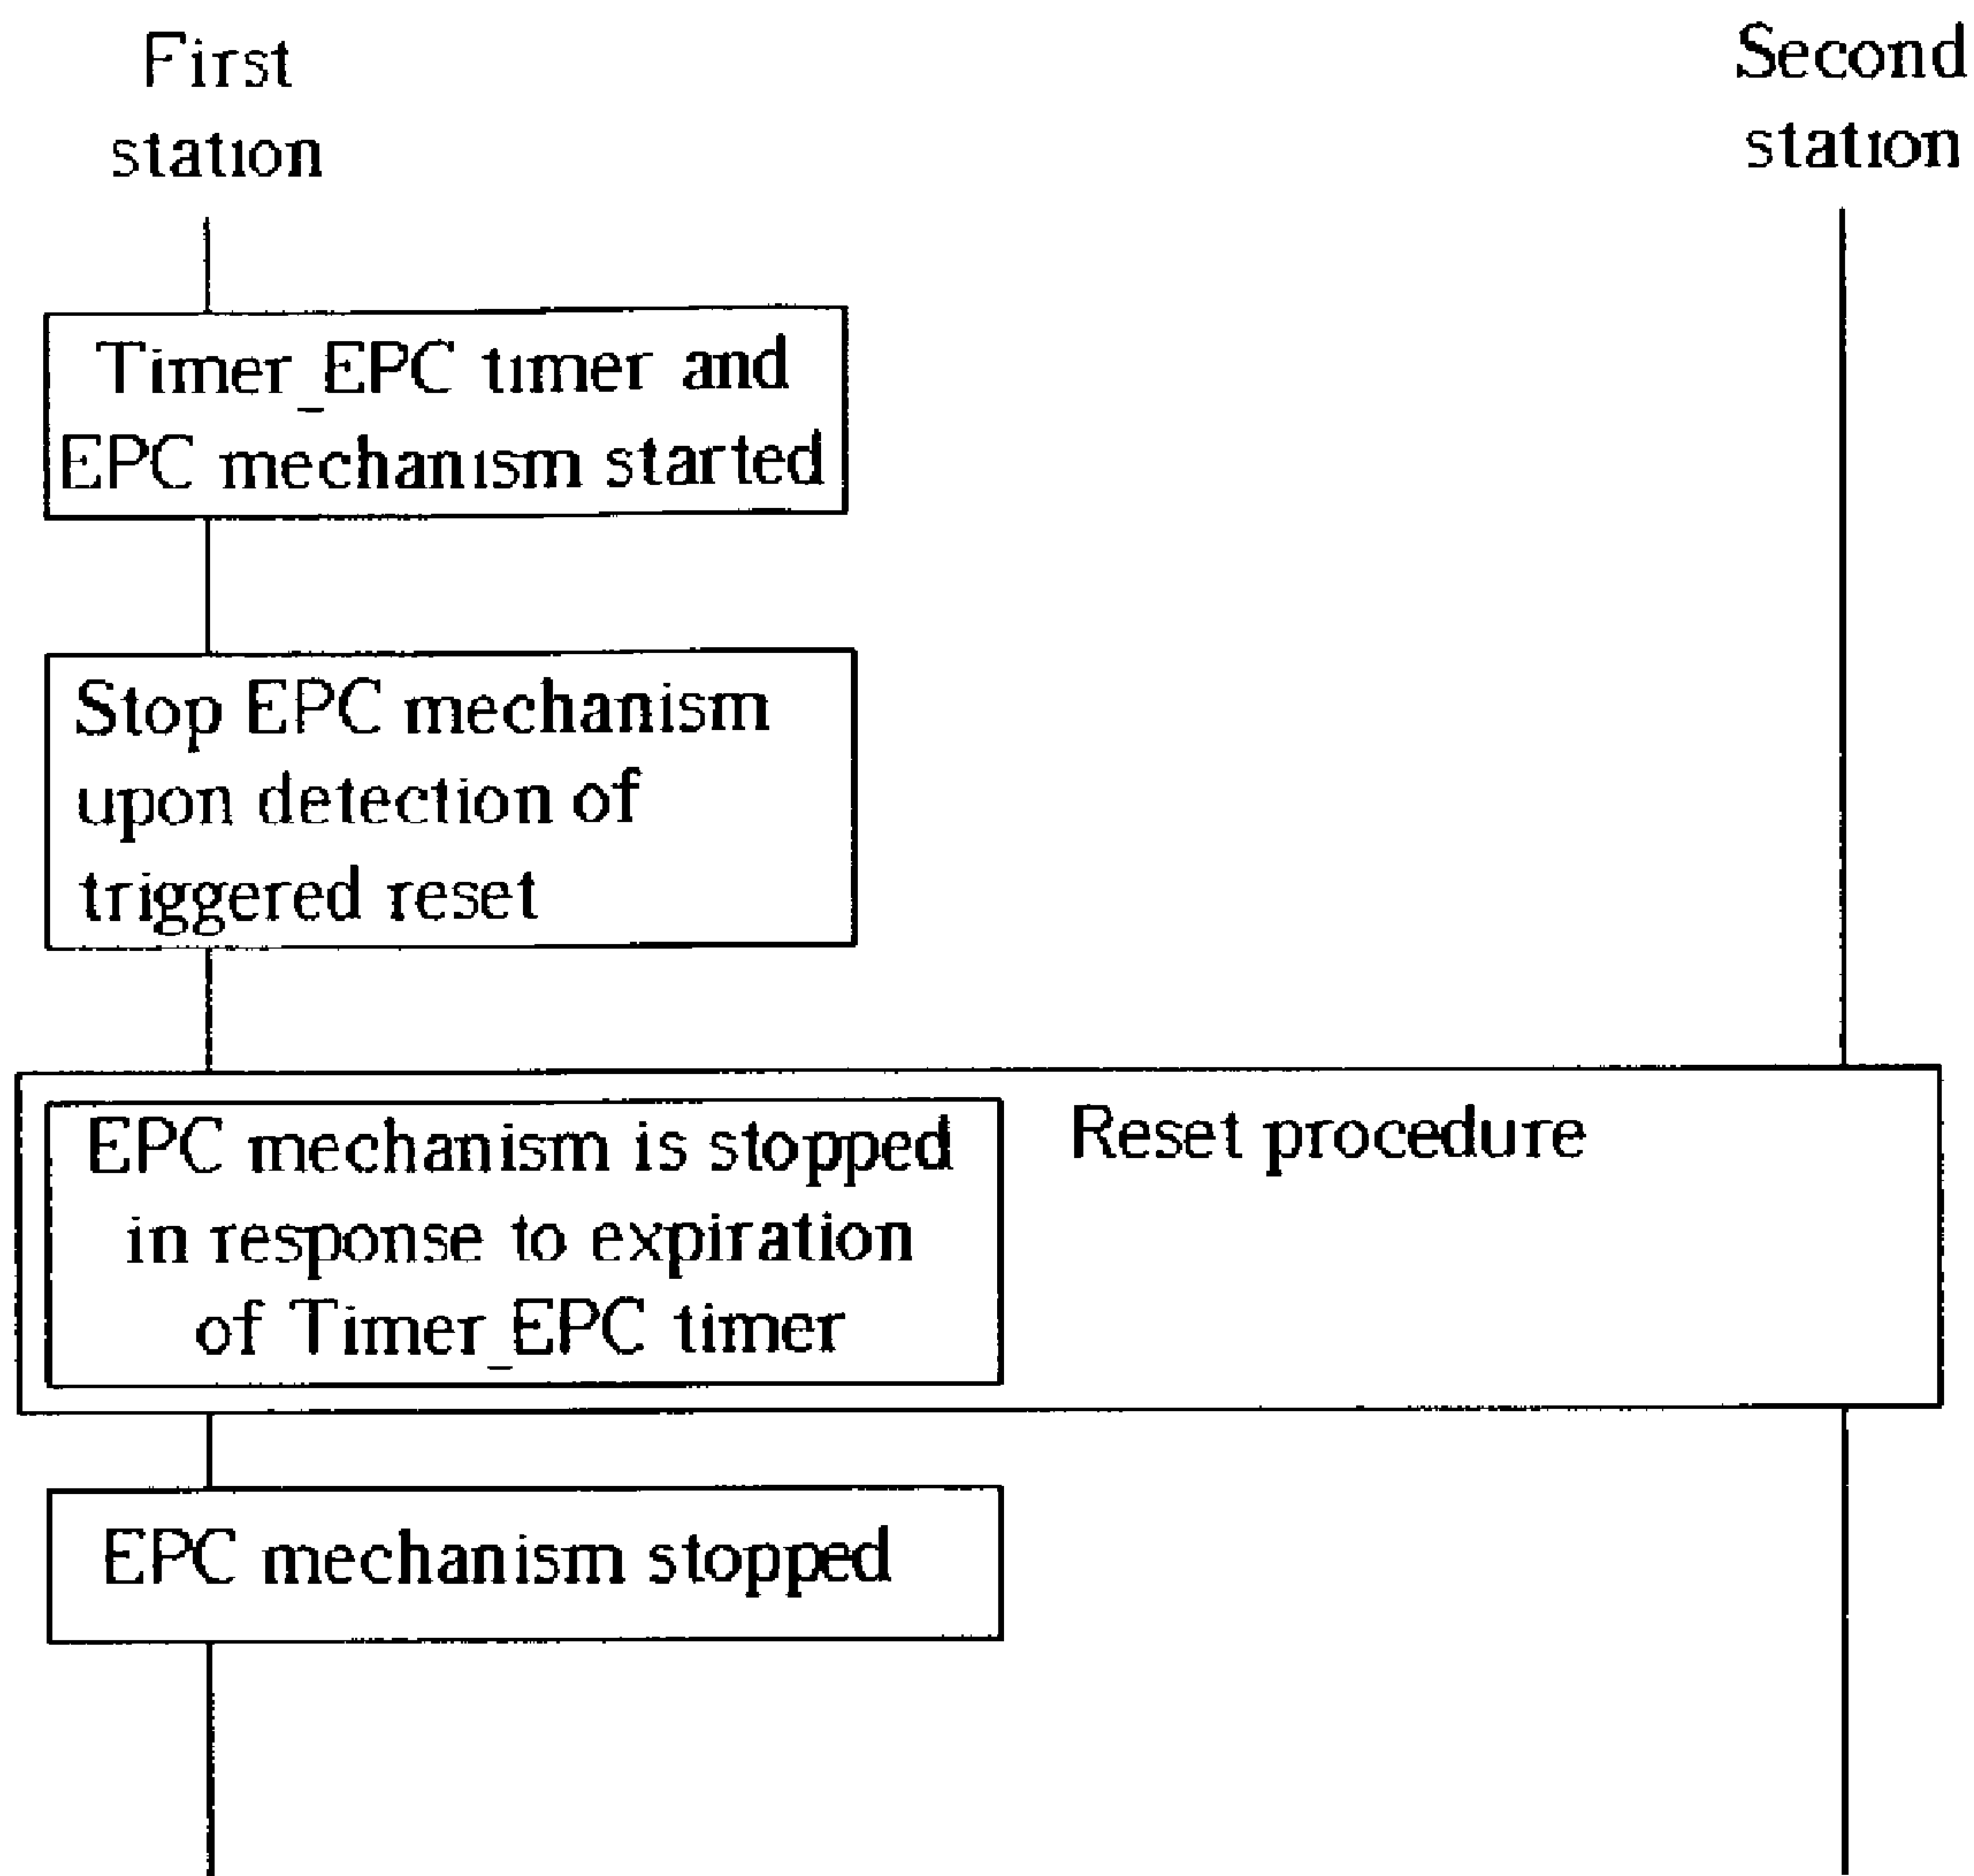 First
station
Second
station
Timer_EPC timer and
EPC mechanism started
Stop EPC mechanism
upon detection of
triggered reset
EPC mechanism is stopped
in response to expiration
of Timer_EPC timer
Reset procedure
EPC mechanism stopped